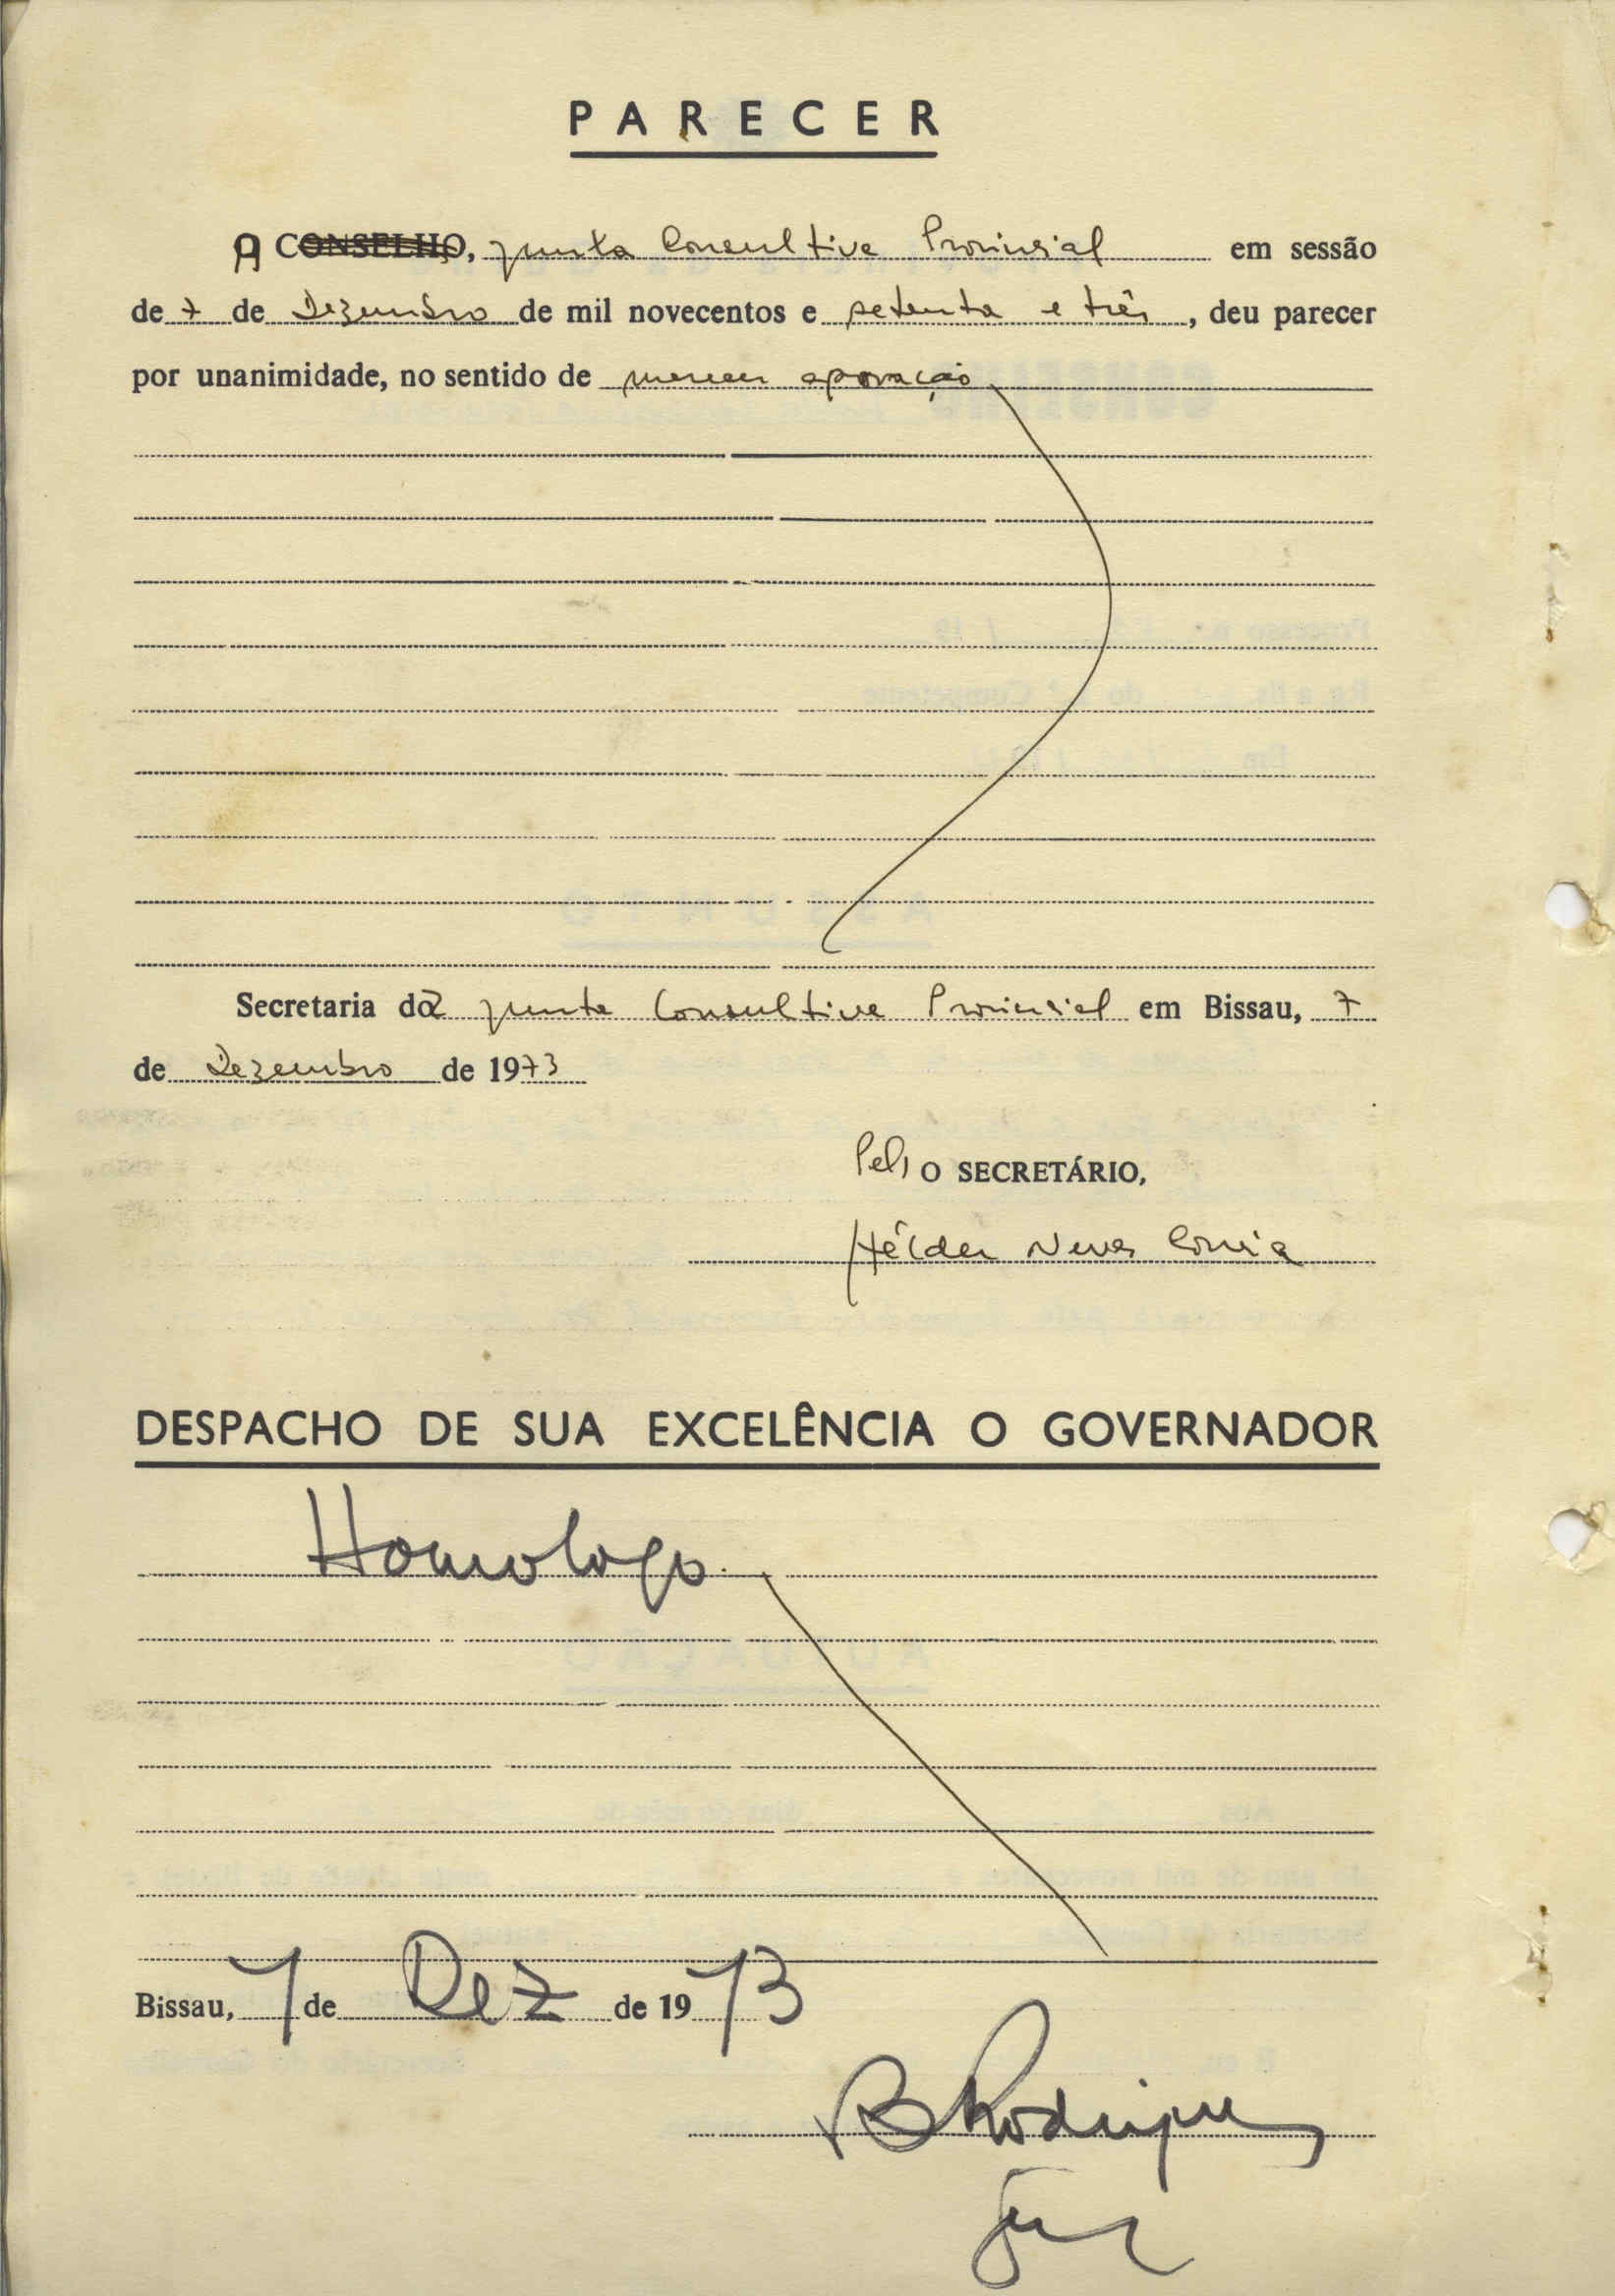 PARECER
A CONSELHO, junta Consultiva Provincial em sessão
de 7 de Dezembro de mil novecentos e setenta e três, deu parecer
por unanimidade, no sentido de merecer aprovação
Secretaria da junta Consultiva Provincial em Bissau, 7
de Dezembro de 1973
Pel' O SECRETÁRIO,
Hélder Neves Correia
DESPACHO DE SUA EXCELÊNCIA O GOVERNADOR
Homologo.
Bissau, 7 de Dez de 1973
B Rodrigues